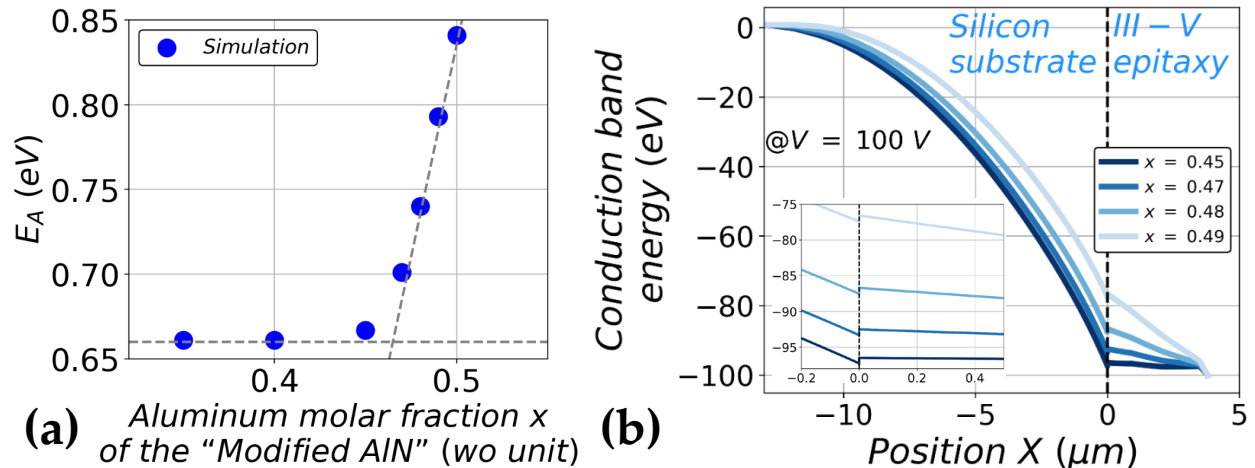 0.85
0.80
0.75
0.70
0.65
E_A (eV)
Simulation
0.4
0.5
(a)
Aluminum molar fraction x
of the “Modified AlN” (wo unit)
0
−20
−40
−60
−80
−100
Conduction band
energy (eV)
Silicon
substrate
III − V
epitaxy
@V = 100 V
x = 0.45
x = 0.47
x = 0.48
x = 0.49
−75
−80
−85
−90
−95
−0.2
0.0
0.2
0.4
−10
−5
0
5
(b)
Position X (μm)